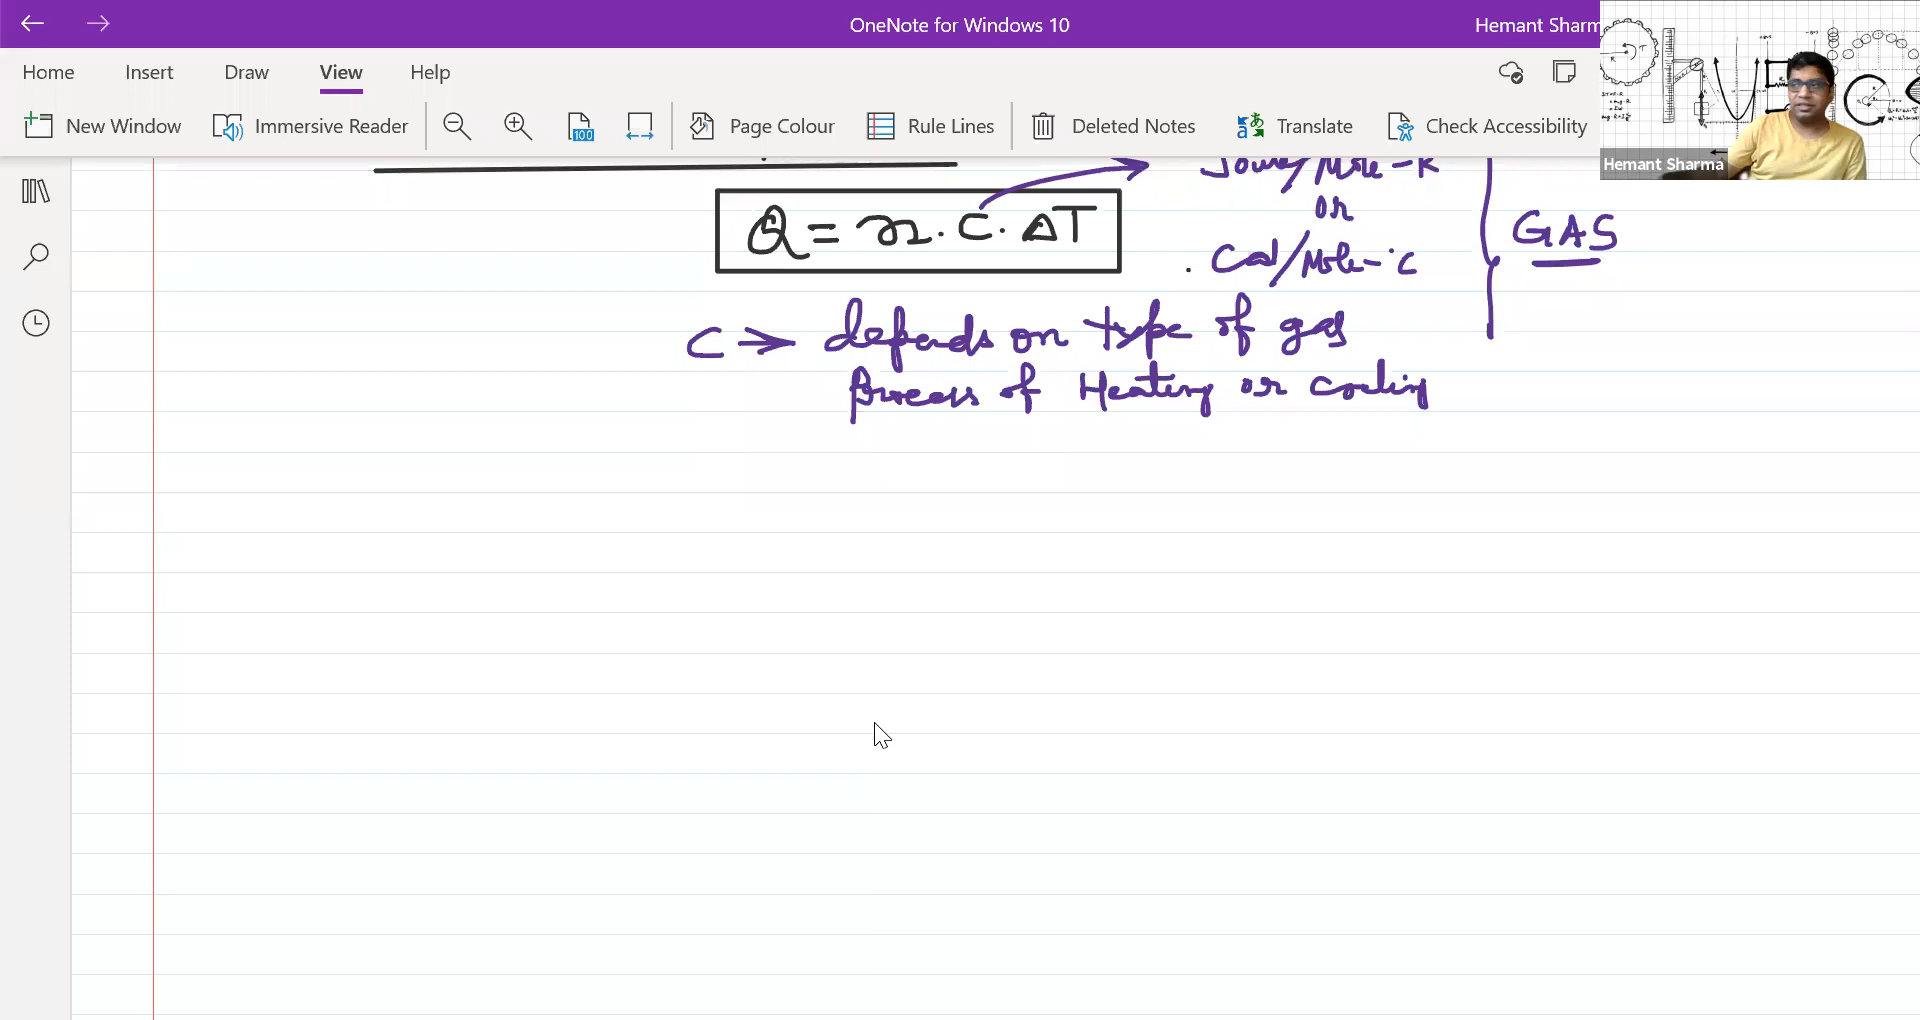 OneNote for Windows 10
Hemant Sharm
Home Insert Draw View Help
New Window Immersive Reader 100 Page Colour Rule Lines Deleted Notes Translate Check Accessibility
Hemant Sharma
Joule/Mole-K
Q = n. C. ΔT
or
GAS
Cal/Mole-°C
C → depends on type of gas
Process of Heating or cooling